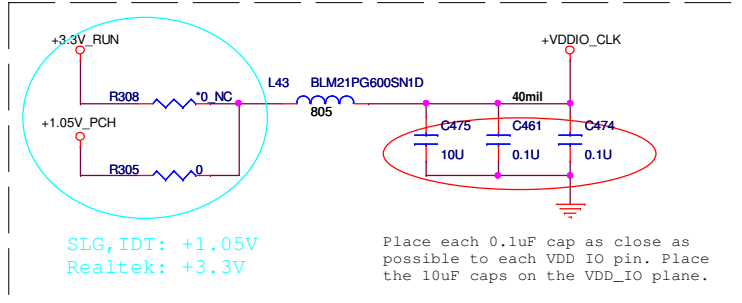 +3.3V_RUN
+VDDIO_CLK
L43 BLM21PG600SN1D
R308 *0_NC
805
40mil
+1.05V_PCH
C475 C461 C474
10U 0.1U 0.1U
R305 0
SLG,IDT: +1.05V
Realtek: +3.3V
Place each 0.1uF cap as close as
possible to each VDD IO pin. Place
the 10uF caps on the VDD_IO plane.